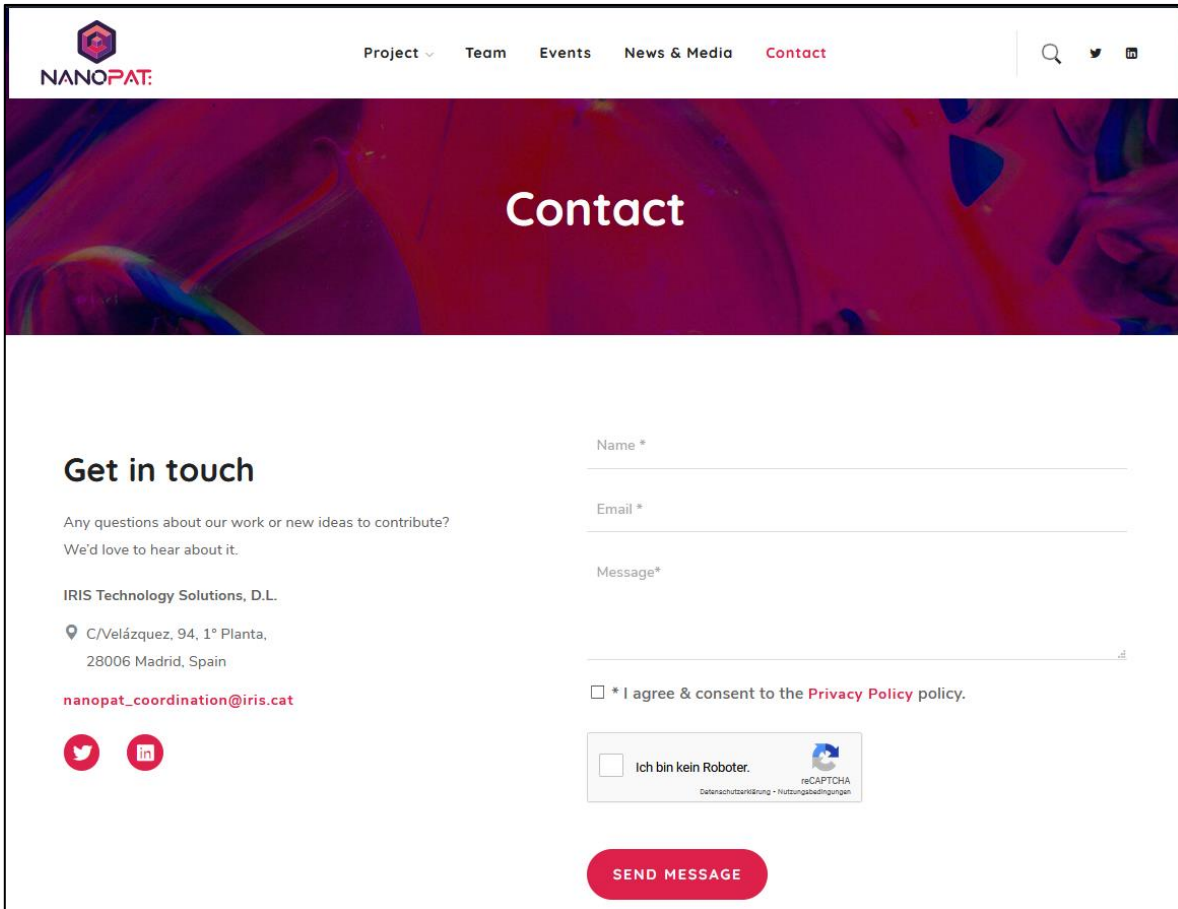 NANOPAT:
Project
Team
Events
News & Media
Contact
Contact
Get in touch
Any questions about our work or new ideas to contribute?
We'd love to hear about it.
IRIS Technology Solutions, D.L.
C/Velázquez, 94, 1º Planta,
28006 Madrid, Spain
nanopat_coordination@iris.cat
in
Name *
Email *
Message*
* I agree & consent to the Privacy Policy policy.
Ich bin kein Roboter.
reCAPTCHA
Datenschutzerklärung - Nutzungsbedingungen
SEND MESSAGE